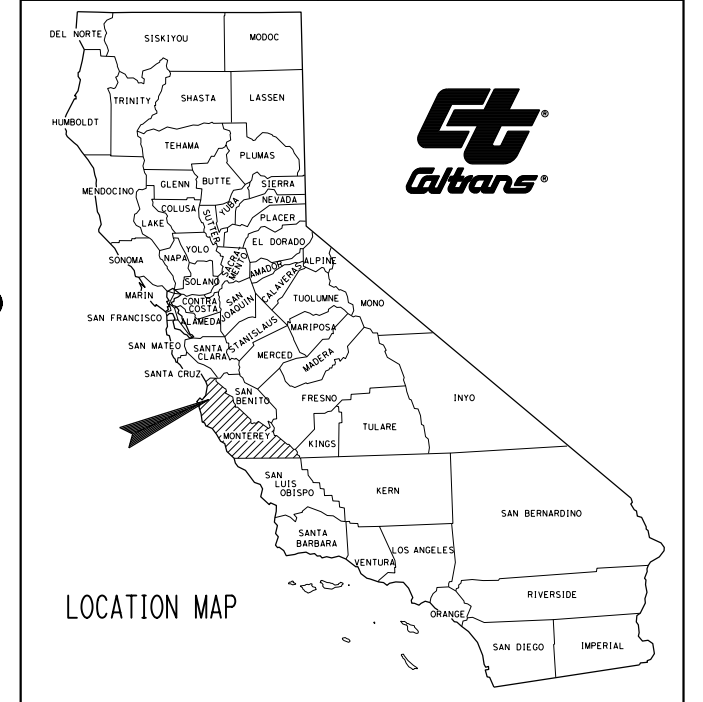 DEL NORTE
SISKIYOU
MODOC
TRINITY
SHASTA
LASSEN
HUMBOLDT
TEHAMA
PLUMAS
MENDOCINO
GLENN
BUTTE
SIERRA
COLUSA
SUTTER
YUBA
NEVADA
PLACER
LAKE
EL DORADO
SONOMA
NAPA
YOLO
SACRA-
MENTO
AMADOR
ALPINE
SOLANO
CALAVERAS
MARIN
CONTRA
COSTA
SAN
JOAQUIN
TUOLUMNE
MONO
SAN FRANCISCO
ALAMEDA
STANISLAUS
MARIPOSA
SAN MATEO
SANTA
CLARA
MERCED
MADERA
SANTA CRUZ
SAN
BENITO
FRESNO
INYO
MONTEREY
KINGS
TULARE
SAN
LUIS
OBISPO
KERN
SAN BERNARDINO
SANTA
BARBARA
VENTURA
LOS ANGELES
ORANGE
RIVERSIDE
SAN DIEGO
IMPERIAL
Ct®
Caltrans®
LOCATION MAP